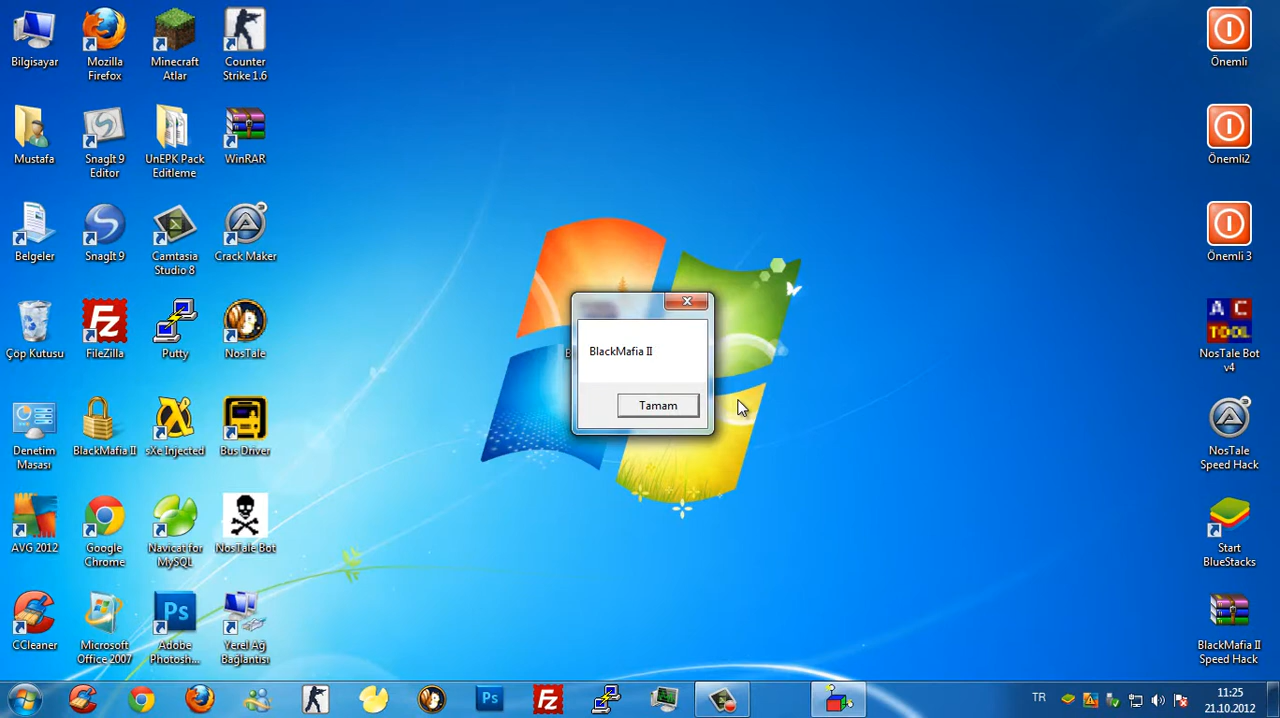 Bilgisayar
Mozilla
Firefox
Minecraft
Atlar
Counter
Strike 1.6
Önemli
Mustafa
SnagIt 9
Editor
UnEPK Pack
Editleme
WinRAR
Önemli2
Belgeler
SnagIt 9
Camtasia
Studio 8
Crack Maker
Önemli 3
Çöp Kutusu
FileZilla
Putty
NosTale
A C
TOOL
NosTale Bot
v4
BlackMafia II
Tamam
Denetim
Masası
BlackMafia II
sXe Injected
Bus Driver
NosTale
Speed Hack
AVG 2012
Google
Chrome
Navicat for
MySQL
NosTale Bot
Start
BlueStacks
CCleaner
Microsoft
Office 2007
Ps
Adobe
Photosh...
Yerel Ağ
Bağlantısı
BlackMafia II
Speed Hack
Ps
TR
11:25
21.10.2012